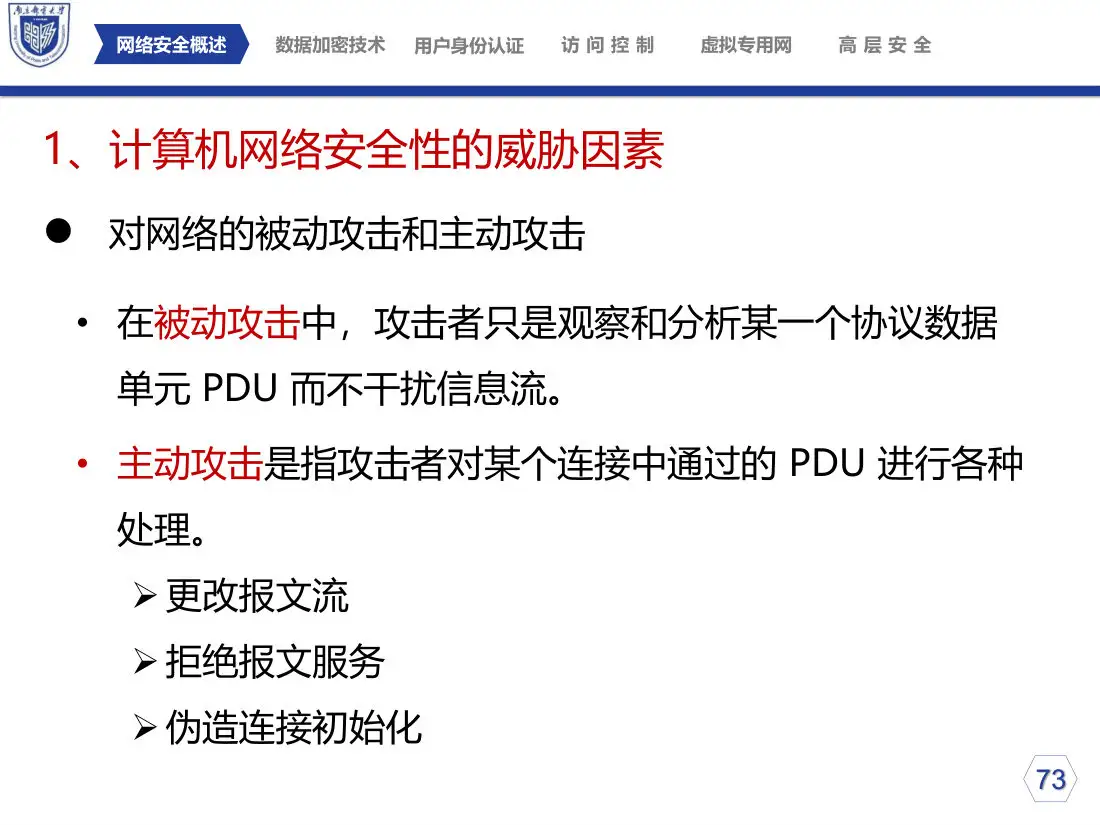 网络安全概述 数据加密技术 用户身份认证 访问控制 虚拟专用网 高层安全
1、计算机网络安全性的威胁因素
● 对网络的被动攻击和主动攻击
• 在被动攻击中，攻击者只是观察和分析某一个协议数据
单元 PDU 而不干扰信息流。
• 主动攻击是指攻击者对某个连接中通过的 PDU 进行各种
处理。
➢ 更改报文流
➢ 拒绝报文服务
➢ 伪造连接初始化
73